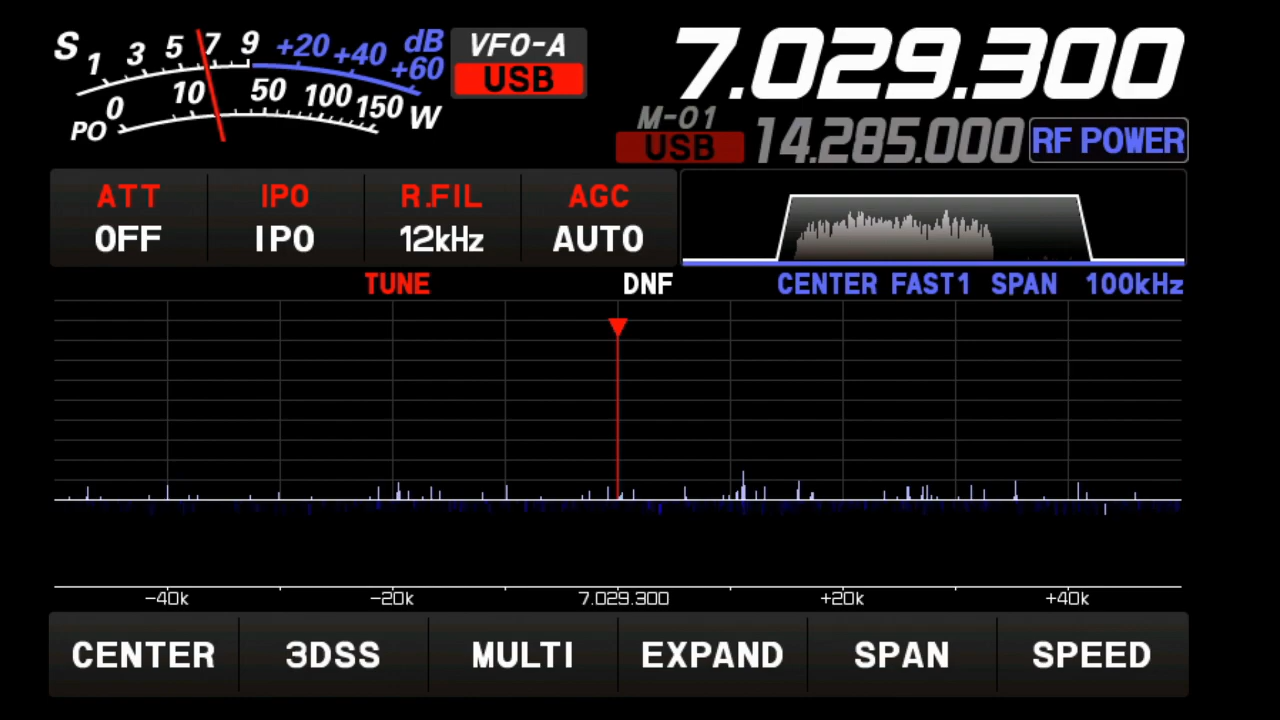 S 1 3 5 7 9 +20 +40 +60 dB
PO 0 10 50 100 150 W
VFO-A
USB
7.029.300
M-01
USB
14.285.000
RF POWER
ATT IPO R.FIL AGC
OFF IPO 12kHz AUTO
TUNE DNF CENTER FAST1 SPAN 100kHz
-40k -20k 7.029.300 +20k +40k
CENTER 3DSS MULTI EXPAND SPAN SPEED